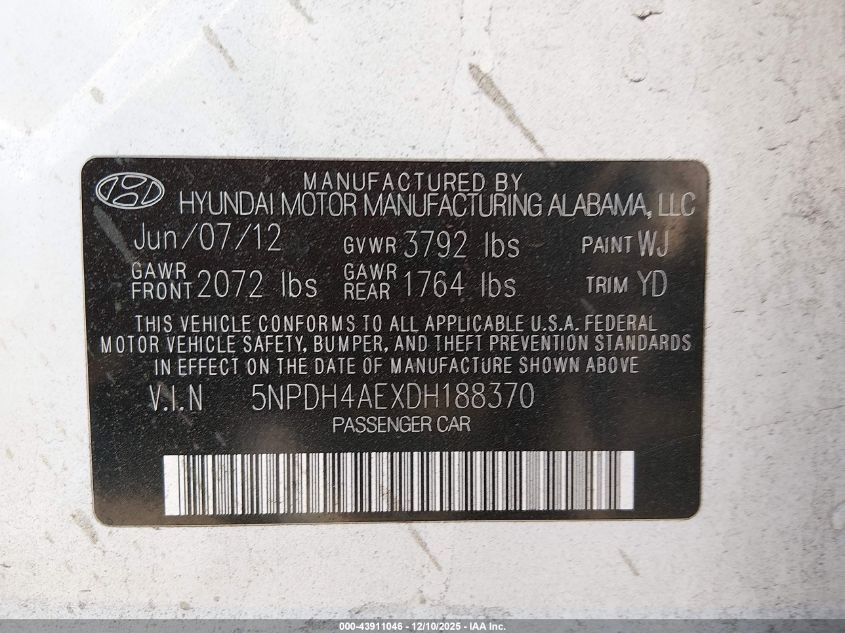 MANUFACTURED BY
HYUNDAI MOTOR MANUFACTURING ALABAMA, LLC
Jun/07/12 GVWR 3792 lbs PAINT WJ
GAWR FRONT 2072 lbs GAWR REAR 1764 lbs TRIM YD
THIS VEHICLE CONFORMS TO ALL APPLICABLE U.S.A. FEDERAL
MOTOR VEHICLE SAFETY, BUMPER, AND THEFT PREVENTION STANDARDS
IN EFFECT ON THE DATE OF MANUFACTURE SHOWN ABOVE
V.I.N 5NPDH4AEXDH188370
PASSENGER CAR
000-43911046 - 12/10/2025 - IAA Inc.